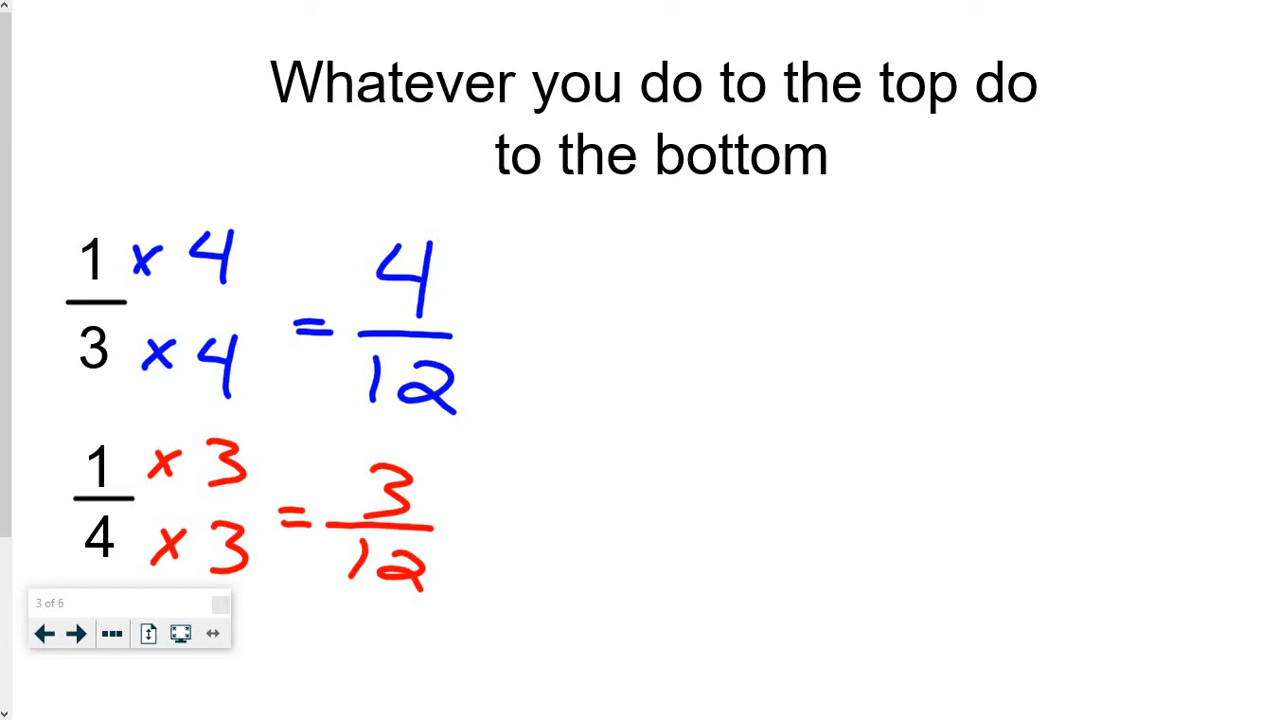 Whatever you do to the top do
to the bottom
1 x 4
3 x 4
= 4
12
1 x 3
4 x 3
= 3
12
3 of 6